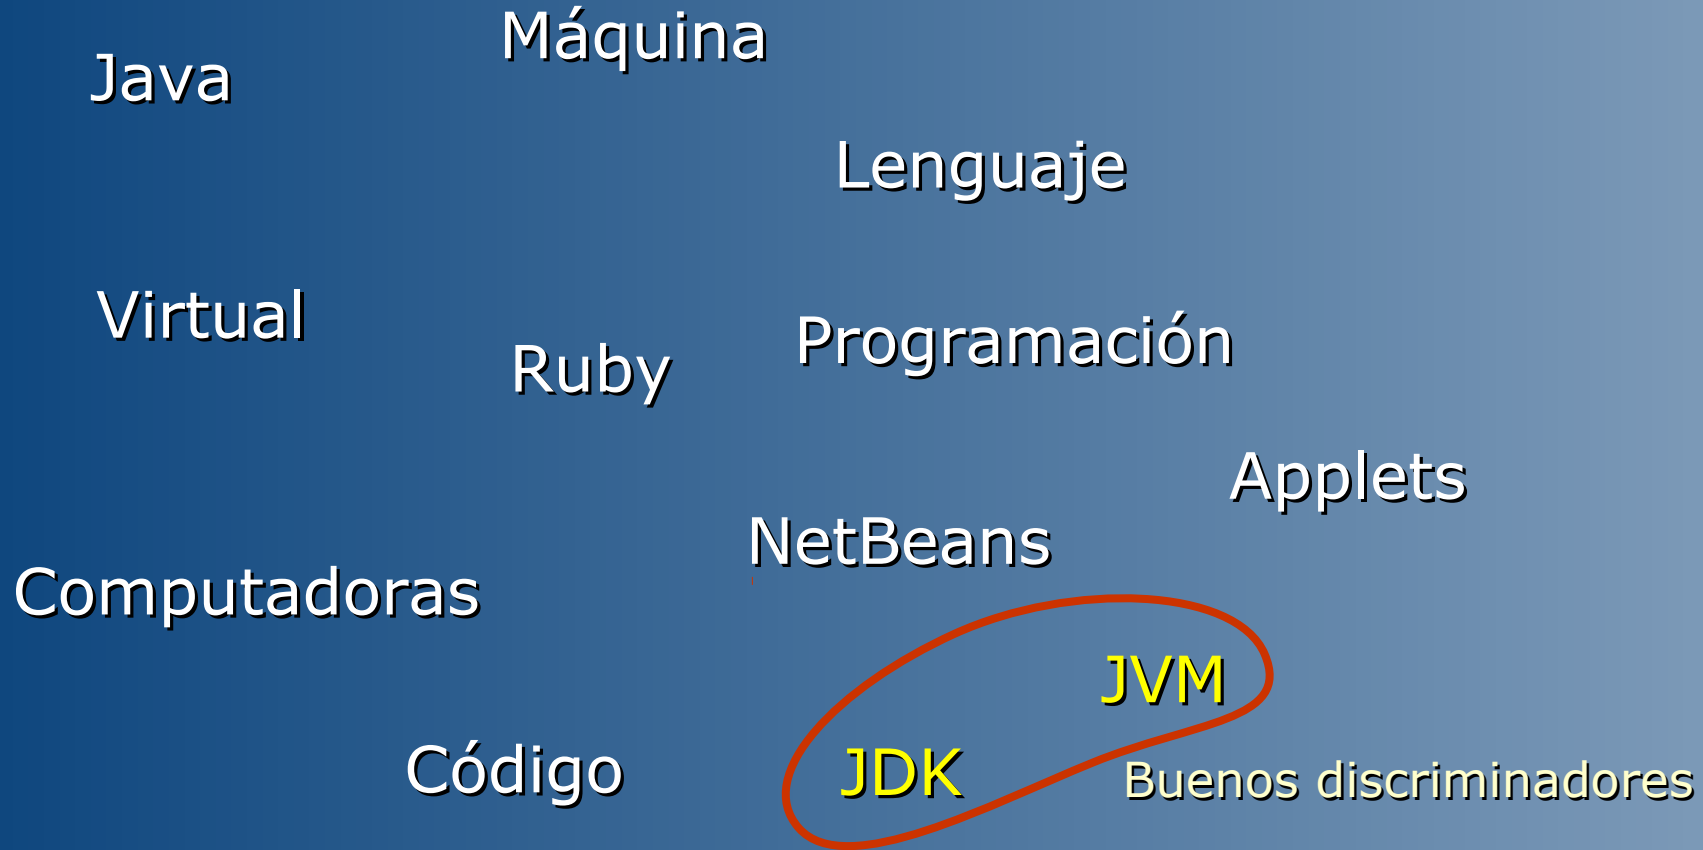 Máquina
Java
Lenguaje
Virtual
Programación
Ruby
Applets
NetBeans
Computadoras
JVM
Código
JDK
Buenos discriminadores